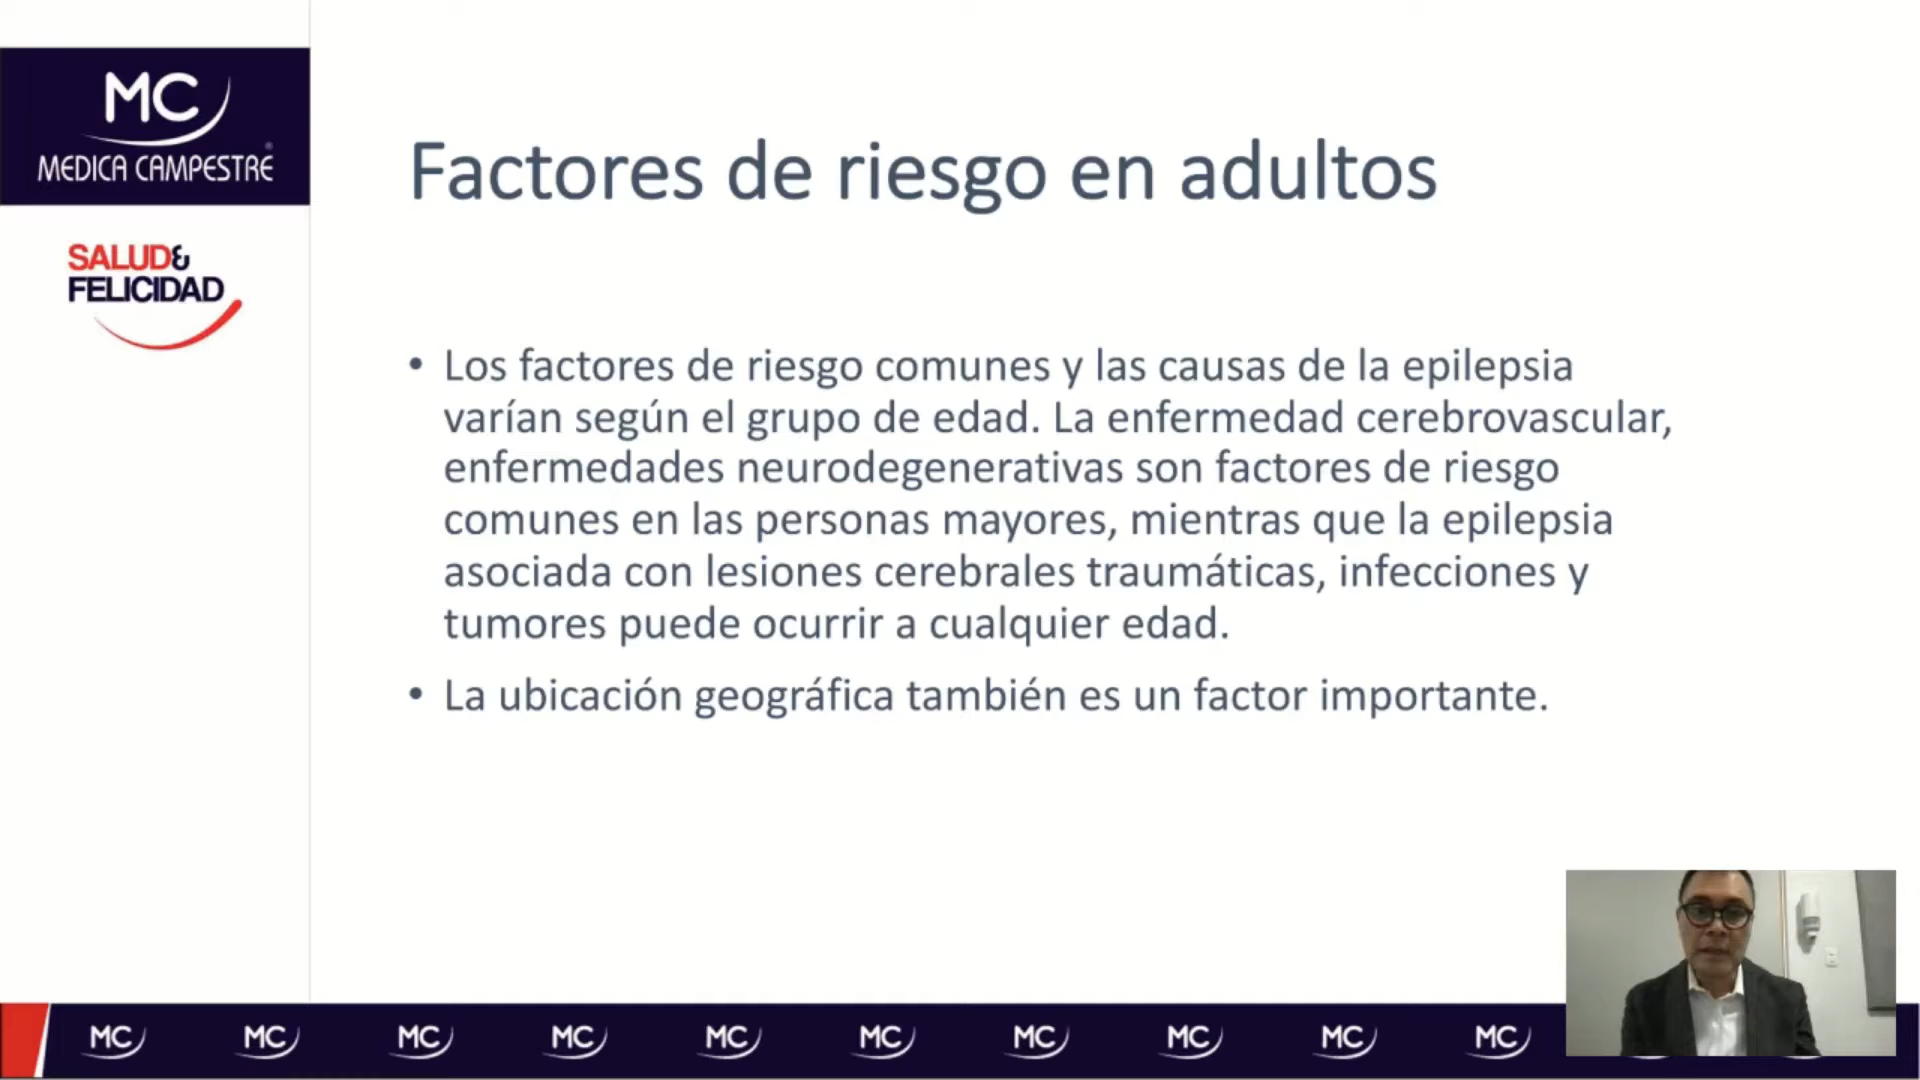 MC
MEDICA CAMPESTRE®
SALUD&
FELICIDAD
Factores de riesgo en adultos
• Los factores de riesgo comunes y las causas de la epilepsia
varían según el grupo de edad. La enfermedad cerebrovascular,
enfermedades neurodegenerativas son factores de riesgo
comunes en las personas mayores, mientras que la epilepsia
asociada con lesiones cerebrales traumáticas, infecciones y
tumores puede ocurrir a cualquier edad.
• La ubicación geográfica también es un factor importante.
MC MC MC MC MC MC MC MC MC MC